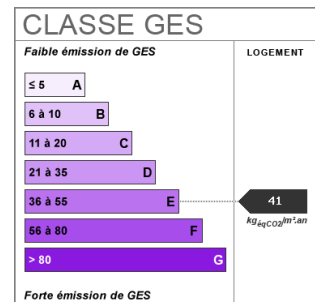 CLASSE GES
Faible émission de GES
LOGEMENT
≤ 5 A
6 à 10 B
11 à 20 C
21 à 35 D
36 à 55 E
41
kgéqCO2/m².an
56 à 80 F
> 80 G
Forte émission de GES